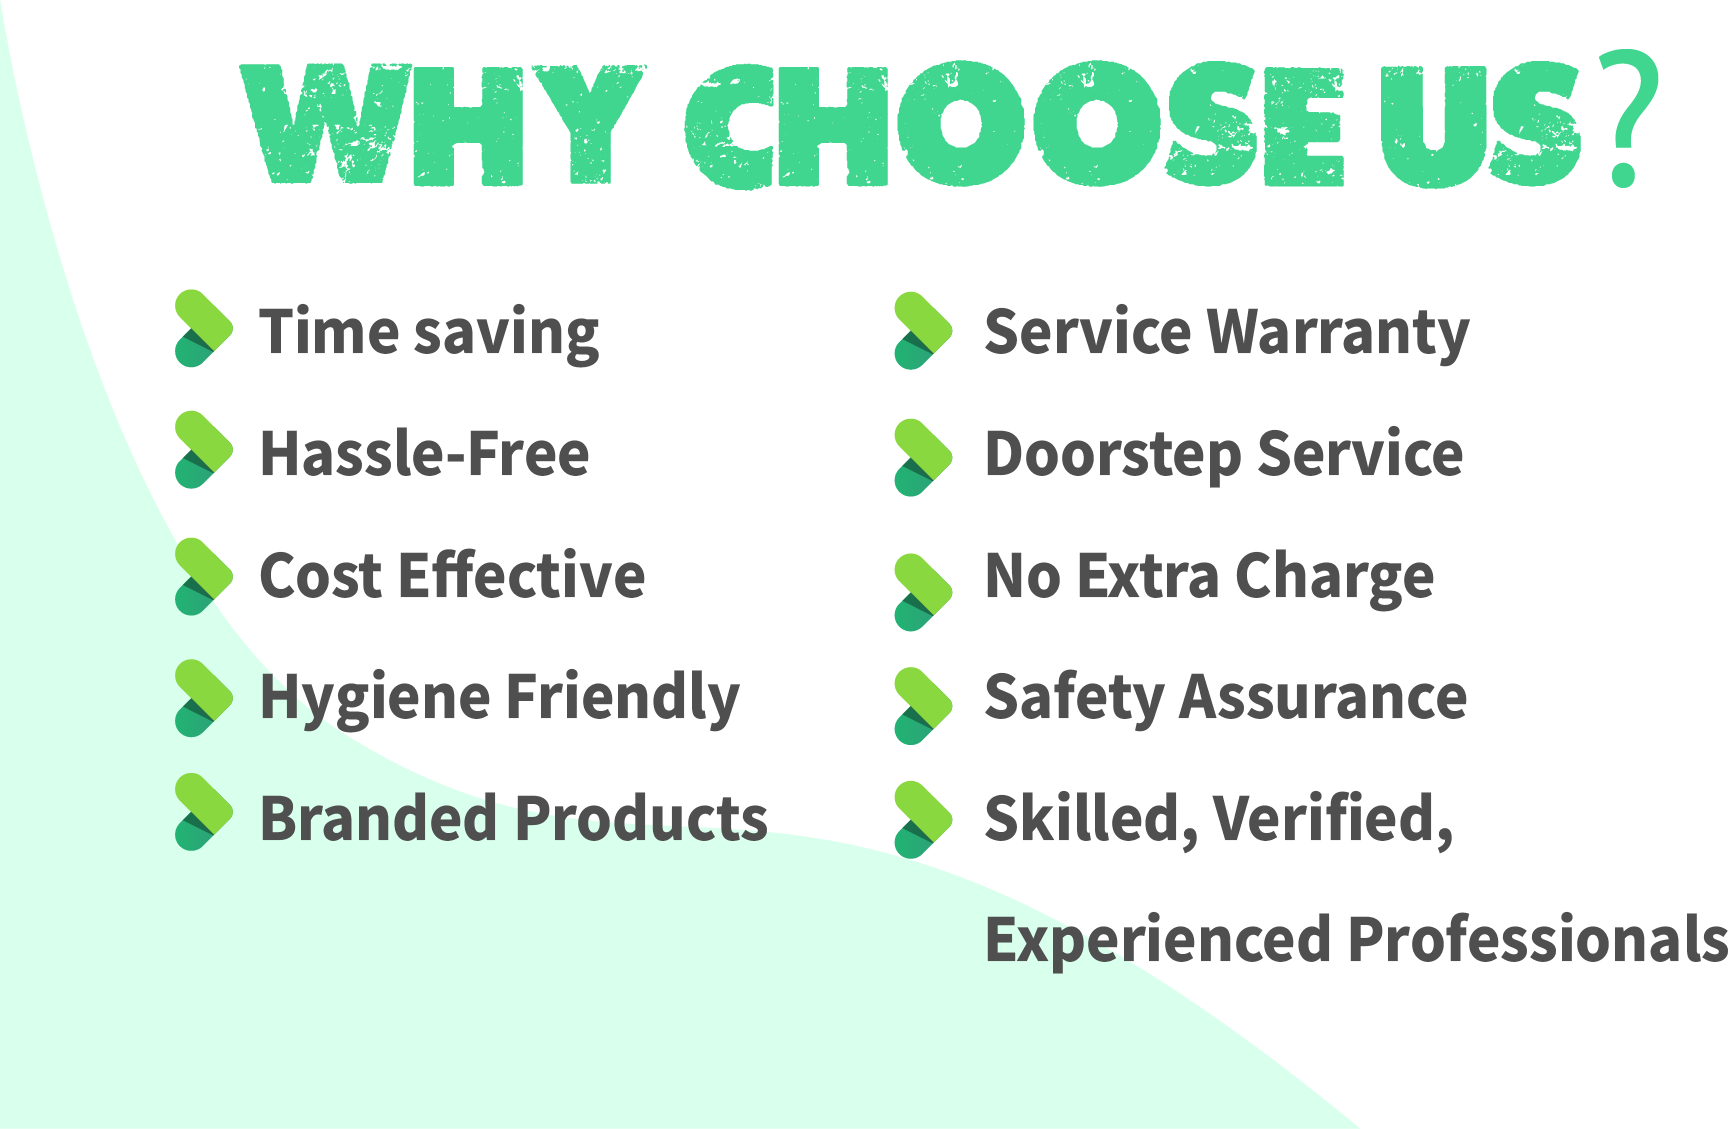 WHY CHOOSE US?
Time saving
Hassle-Free
Cost Effective
Hygiene Friendly
Branded Products
Service Warranty
Doorstep Service
No Extra Charge
Safety Assurance
Skilled, Verified,
Experienced Professionals